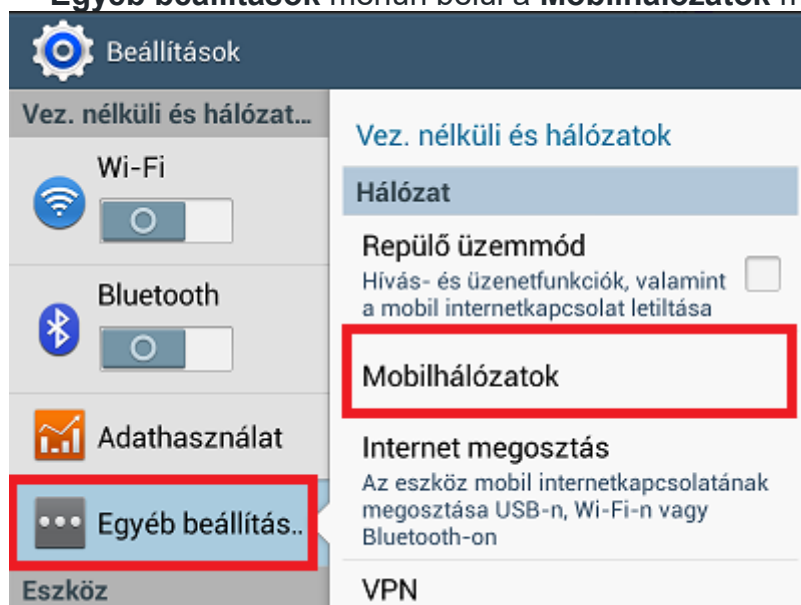 Egyéb beállítások menün belül a Mobilhálózatok
Beállítások
Vez. nélküli és hálózat...
Wi-Fi
Bluetooth
Adathasználat
Egyéb beállítás..
Eszköz
Vez. nélküli és hálózatok
Hálózat
Repülő üzemmód
Hívás- és üzenetfunkciók, valamint
a mobil internetkapcsolat letiltása
Mobilhálózatok
Internet megosztás
Az eszköz mobil internetkapcsolatának
megosztása USB-n, Wi-Fi-n vagy
Bluetooth-on
VPN